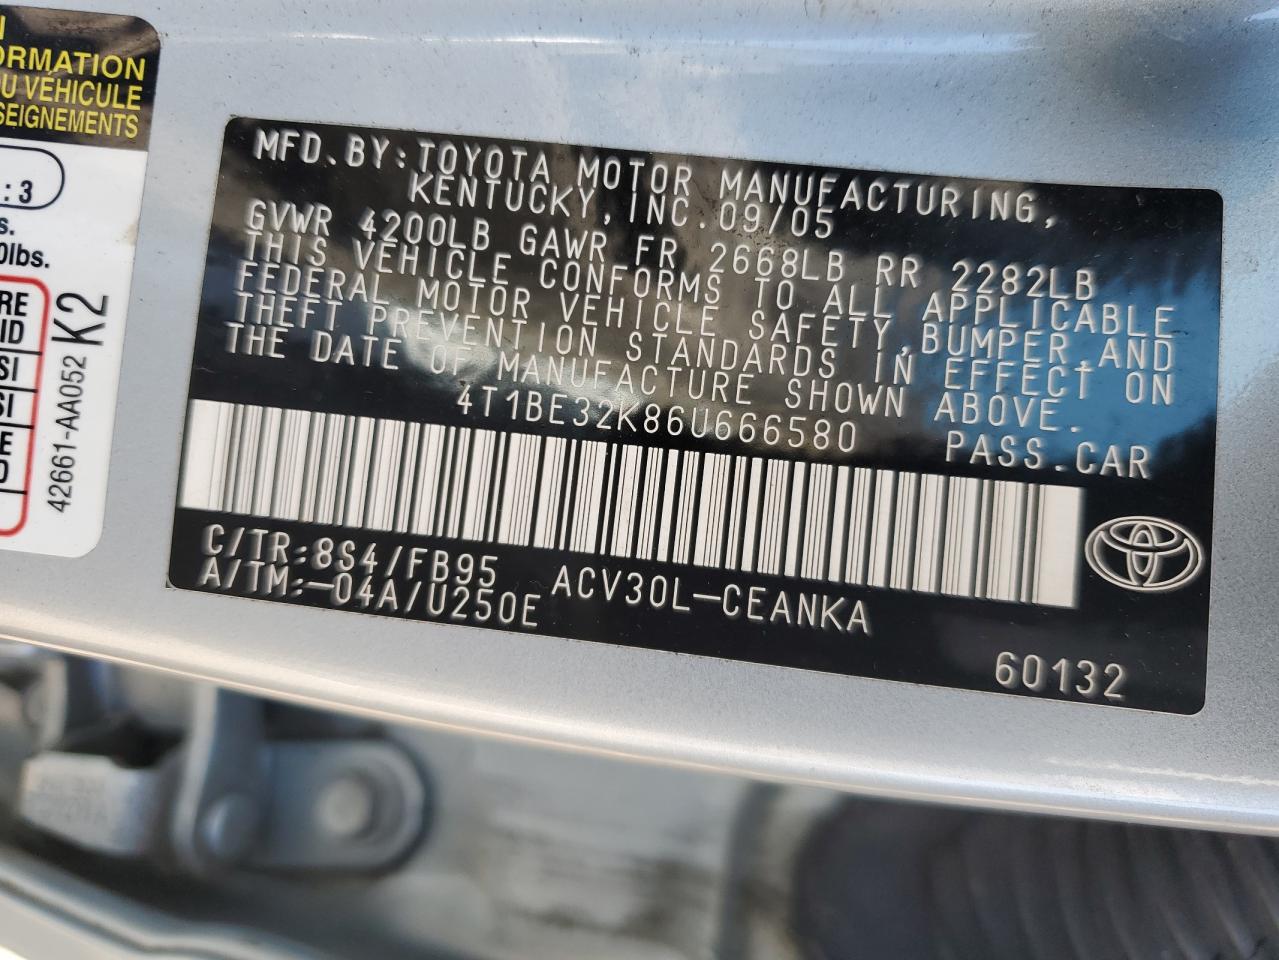 N
ORMATION
OU VÉHICULE
SEIGNEMENTS
: 3
s.
0lbs.
RE
ID
SI
SI
E
D
42661-AA052 K2
MFD.BY:TOYOTA MOTOR MANUFACTURING,
KENTUCKY,INC.09/05
GVWR 4200LB GAWR FR 2668LB RR 2282LB
THIS VEHICLE CONFORMS TO ALL APPLICABLE
FEDERAL MOTOR VEHICLE SAFETY,BUMPER,AND
THEFT PREVENTION STANDARDS IN EFFECT ON
THE DATE OF MANUFACTURE SHOWN ABOVE.
4T1BE32K86U666580 PASS.CAR
C/TR:8S4/FB95 ACV30L-CEANKA
A/TM:-04A/U250E
60132